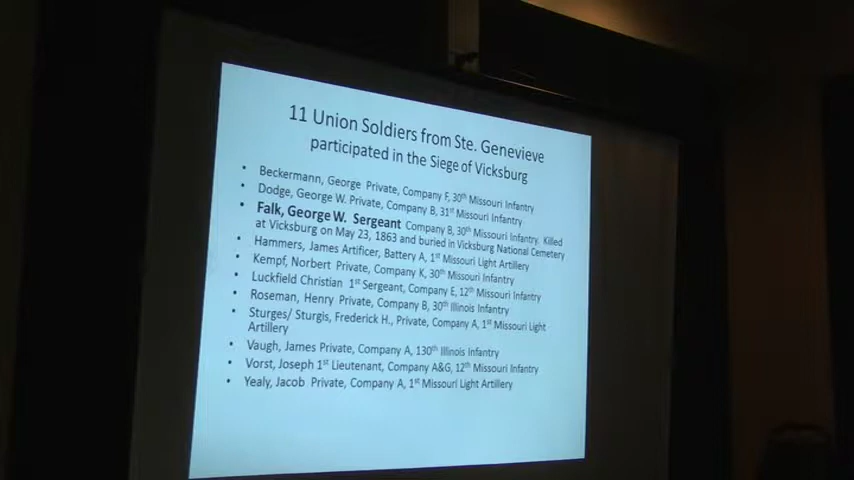 11 Union Soldiers from Ste. Genevieve
participated in the Siege of Vicksburg
• Beckermann, George Private, Company F, 30th Missouri Infantry
• Dodge, George W. Private, Company B, 31st Missouri Infantry
• Falk, George W. Sergeant Company B, 30th Missouri Infantry. Killed
at Vicksburg on May 23, 1863 and buried in Vicksburg National Cemetery
• Hammers, James Artificer, Battery A, 1st Missouri Light Artillery
• Kempf, Norbert Private, Company K, 30th Missouri Infantry
• Luckfield Christian 1st Sergeant, Company E, 12th Missouri Infantry
• Roseman, Henry Private, Company B, 30th Illinois Infantry
• Sturges/ Sturgis, Frederick H., Private, Company A, 1st Missouri Light
Artillery
• Vaugh, James Private, Company A, 130th Illinois Infantry
• Vorst, Joseph 1st Lieutenant, Company A&G, 12th Missouri Infantry
• Yealy, Jacob Private, Company A, 1st Missouri Light Artillery